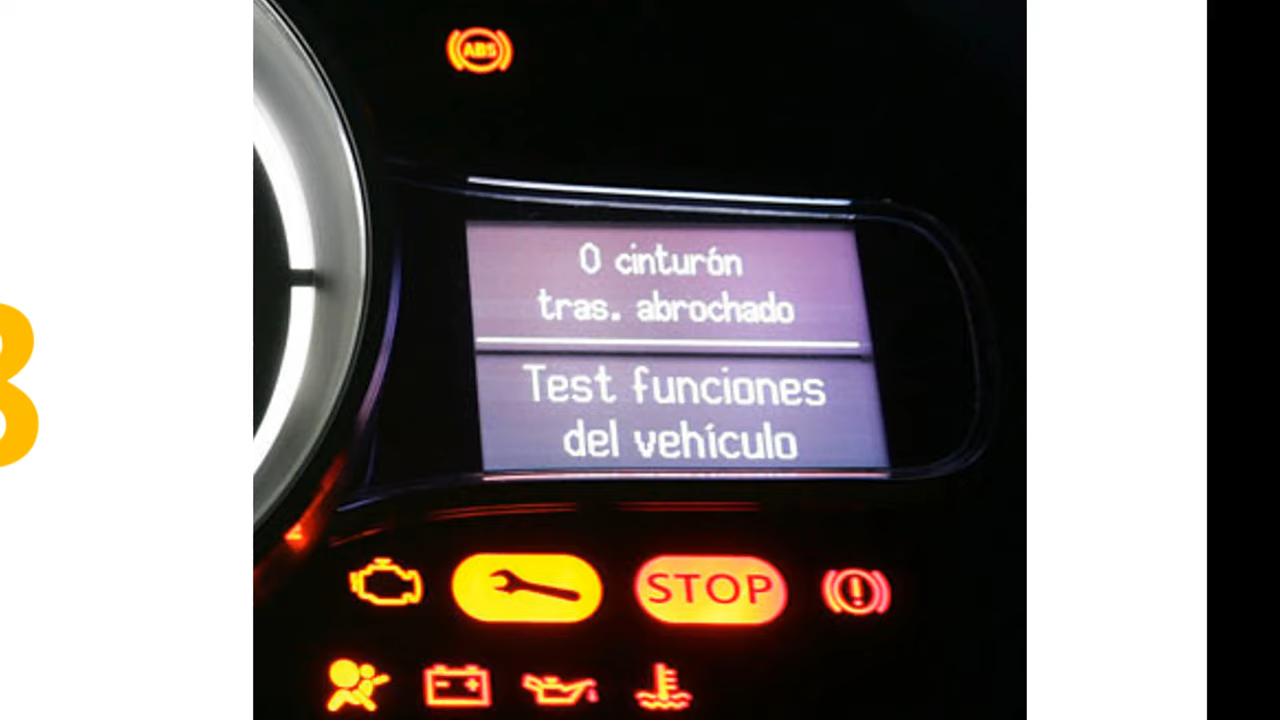 ABS
0 cinturón
tras. abrochado
Test funciones
del vehículo
STOP